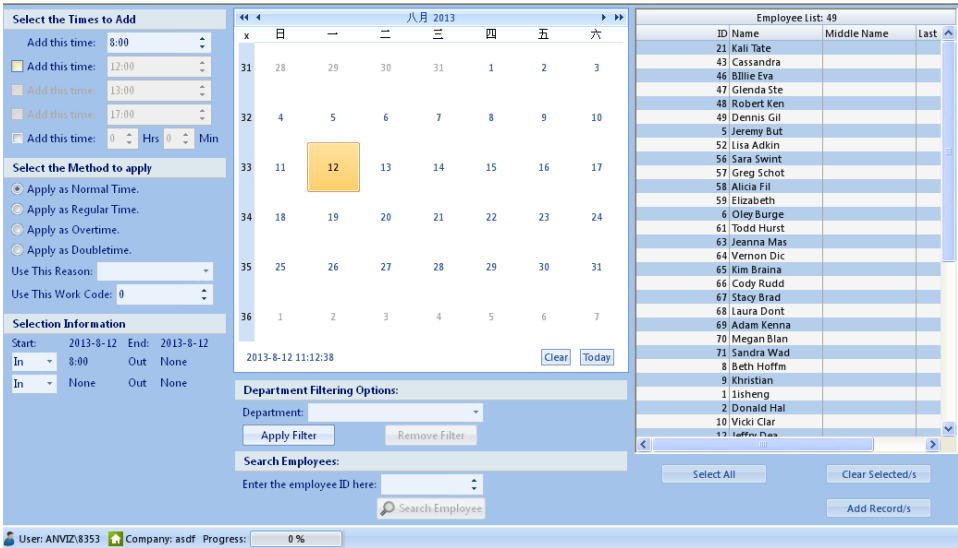 Select the Times to Add
Add this time: 8:00
Add this time: 12:00
Add this time: 13:00
Add this time: 17:00
Add this time: 0 Hrs 0 Min
Select the Method to apply
Apply as Normal Time.
Apply as Regular Time.
Apply as Overtime.
Apply as Doubletime.
Use This Reason:
Use This Work Code: 0
Selection Information
Start: 2013-8-12 End: 2013-8-12
In 8:00 Out None
In None Out None
八月 2013
x 日 一 二 三 四 五 六
31 28 29 30 31 1 2 3
32 4 5 6 7 8 9 10
33 11 12 13 14 15 16 17
34 18 19 20 21 22 23 24
35 25 26 27 28 29 30 31
36 1 2 3 4 5 6 7
2013-8-12 11:12:38 Clear Today
Department Filtering Options:
Department:
Apply Filter Remove Filter
Search Employees:
Enter the employee ID here:
Search Employee
Employee List: 49
ID Name Middle Name Last
21 Kali Tate
43 Cassandra
46 BIllie Eva
47 Glenda Ste
48 Robert Ken
49 Dennis Gil
5 Jeremy But
52 Lisa Adkin
56 Sara Swint
57 Greg Schot
58 Alicia Fil
59 Elizabeth
6 Oley Burge
61 Todd Hurst
63 Jeanna Mas
64 Vernon Dic
65 Kim Braina
66 Cody Rudd
67 Stacy Brad
68 Laura Dont
69 Adam Kenna
70 Megan Blan
71 Sandra Wad
8 Beth Hoffm
9 Khristian
1 1isheng
2 Donald Hal
10 Vicki Clar
12 Jeffry Dea
Select All Clear Selected/s
Add Record/s
User: ANVIZ\8353 Company: asdf Progress: 0 %